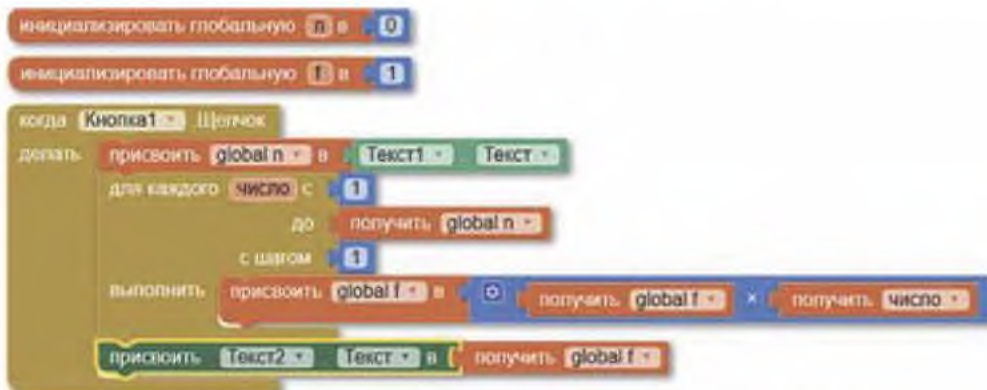 инициализировать глобальную n в 0
инициализировать глобальную f в 1
когда Кнопка1 Щелчок
делать присвоить global n в Текст1 . Текст
для каждого число с 1
до получить global n
с шагом 1
выполнить присвоить global f в получить global f × получить число
присвоить Текст2 . Текст в получить global f